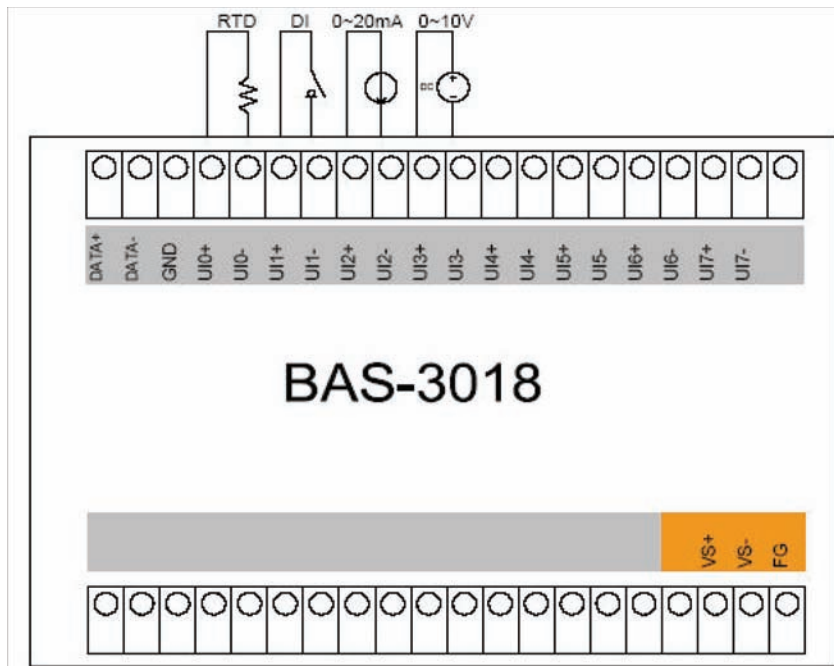 RTD DI 0~20mA 0~10V
DC
+
-
DATA+ DATA- GND UI0+ UI0- UI1+ UI1- UI2+ UI2- UI3+ UI3- UI4+ UI4- UI5+ UI5- UI6+ UI6- UI7+ UI7-
BAS-3018
VS+ VS- FG